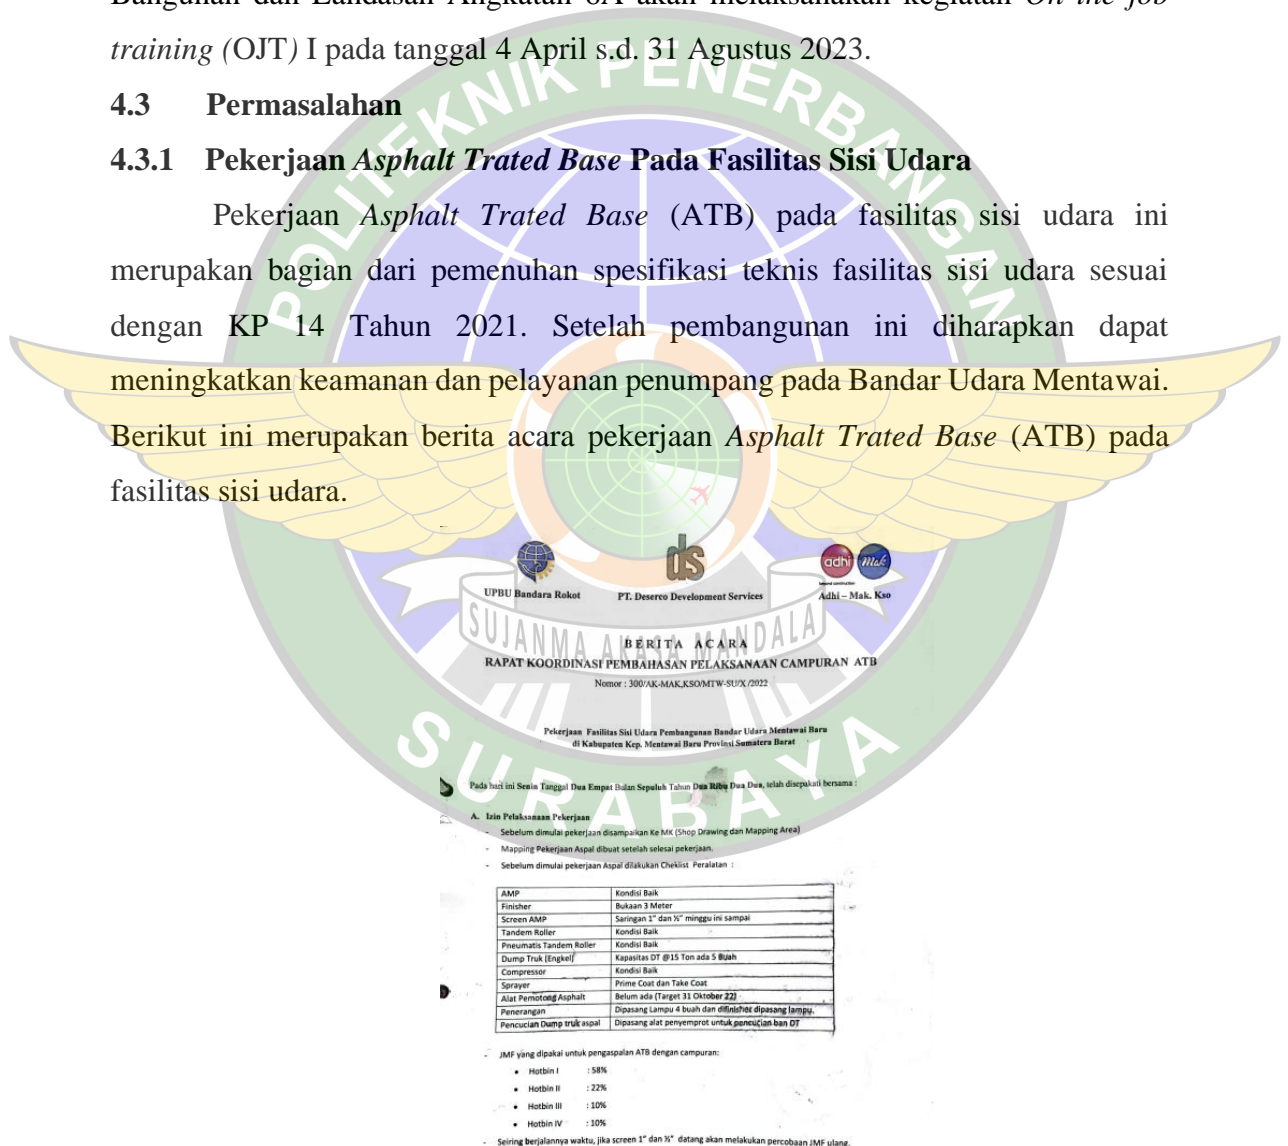 Bangunan dan Landasan Angkatan 8A akan melaksanakan kegiatan On the job
training (OJT) I pada tanggal 4 April s.d. 31 Agustus 2023.
4.3 Permasalahan
4.3.1 Pekerjaan Asphalt Trated Base Pada Fasilitas Sisi Udara
Pekerjaan Asphalt Trated Base (ATB) pada fasilitas sisi udara ini
merupakan bagian dari pemenuhan spesifikasi teknis fasilitas sisi udara sesuai
dengan KP 14 Tahun 2021. Setelah pembangunan ini diharapkan dapat
meningkatkan keamanan dan pelayanan penumpang pada Bandar Udara Mentawai.
Berikut ini merupakan berita acara pekerjaan Asphalt Trated Base (ATB) pada
fasilitas sisi udara.
POLITEKNIK PENERBANGAN
SUJANMA AKASA MANDALA
SURABAYA
ds
adhi Mak
beyond construction
UPBU Bandara Rokot PT. Deserco Development Services Adhi – Mak. Kso
BERITA ACARA
RAPAT KOORDINASI PEMBAHASAN PELAKSANAAN CAMPURAN ATB
Nomor : 300/AK-MAK,KSO/MTW-SU/X /2022
Pekerjaan Fasilitas Sisi Udara Pembangunan Bandar Udara Mentawai Baru
di Kabupaten Kep. Mentawai Baru Provinsi Sumatera Barat
Pada hari ini Senin Tanggal Dua Empat Bulan Sepuluh Tahun Dua Ribu Dua Dua, telah disepakati bersama :
A. Izin Pelaksanaan Pekerjaan
- Sebelum dimulai pekerjaan disampaikan Ke MK (Shop Drawing dan Mapping Area)
- Mapping Pekerjaan Aspal dibuat setelah selesai pekerjaan.
- Sebelum dimulai pekerjaan Aspal dilakukan Cheklist Peralatan :
AMP Kondisi Baik
Finisher Bukaan 3 Meter
Screen AMP Saringan 1" dan ½" minggu ini sampai
Tandem Roller Kondisi Baik
Pneumatis Tandem Roller Kondisi Baik
Dump Truk (Engkel) Kapasitas DT @15 Ton ada 5 Buah
Compressor Kondisi Baik
Sprayer Prime Coat dan Take Coat
Alat Pemotong Asphalt Belum ada (Target 31 Oktober 22)
Penerangan Dipasang Lampu 4 buah dan difinisher dipasang lampu.
Pencucian Dump truk aspal Dipasang alat penyemprot untuk pencucian ban DT
- JMF yang dipakai untuk pengaspalan ATB dengan campuran:
• Hotbin I : 58%
• Hotbin II : 22%
• Hotbin III : 10%
• Hotbin IV : 10%
- Seiring berjalannya waktu, jika screen 1" dan ½" datang akan melakukan percobaan JMF ulang.